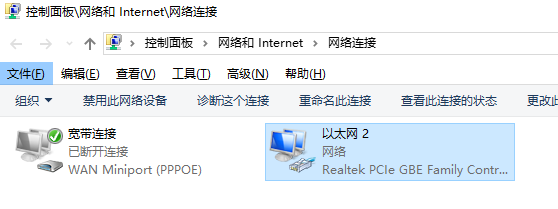 控制面板\网络和 Internet\网络连接
控制面板 > 网络和 Internet > 网络连接
文件(F) 编辑(E) 查看(V) 工具(T) 高级(N) 帮助(H)
组织 禁用此网络设备 诊断这个连接 重命名此连接 查看此连接的状态 更改此
宽带连接
已断开连接
WAN Miniport (PPPOE)
以太网 2
网络
Realtek PCIe GBE Family Contr...